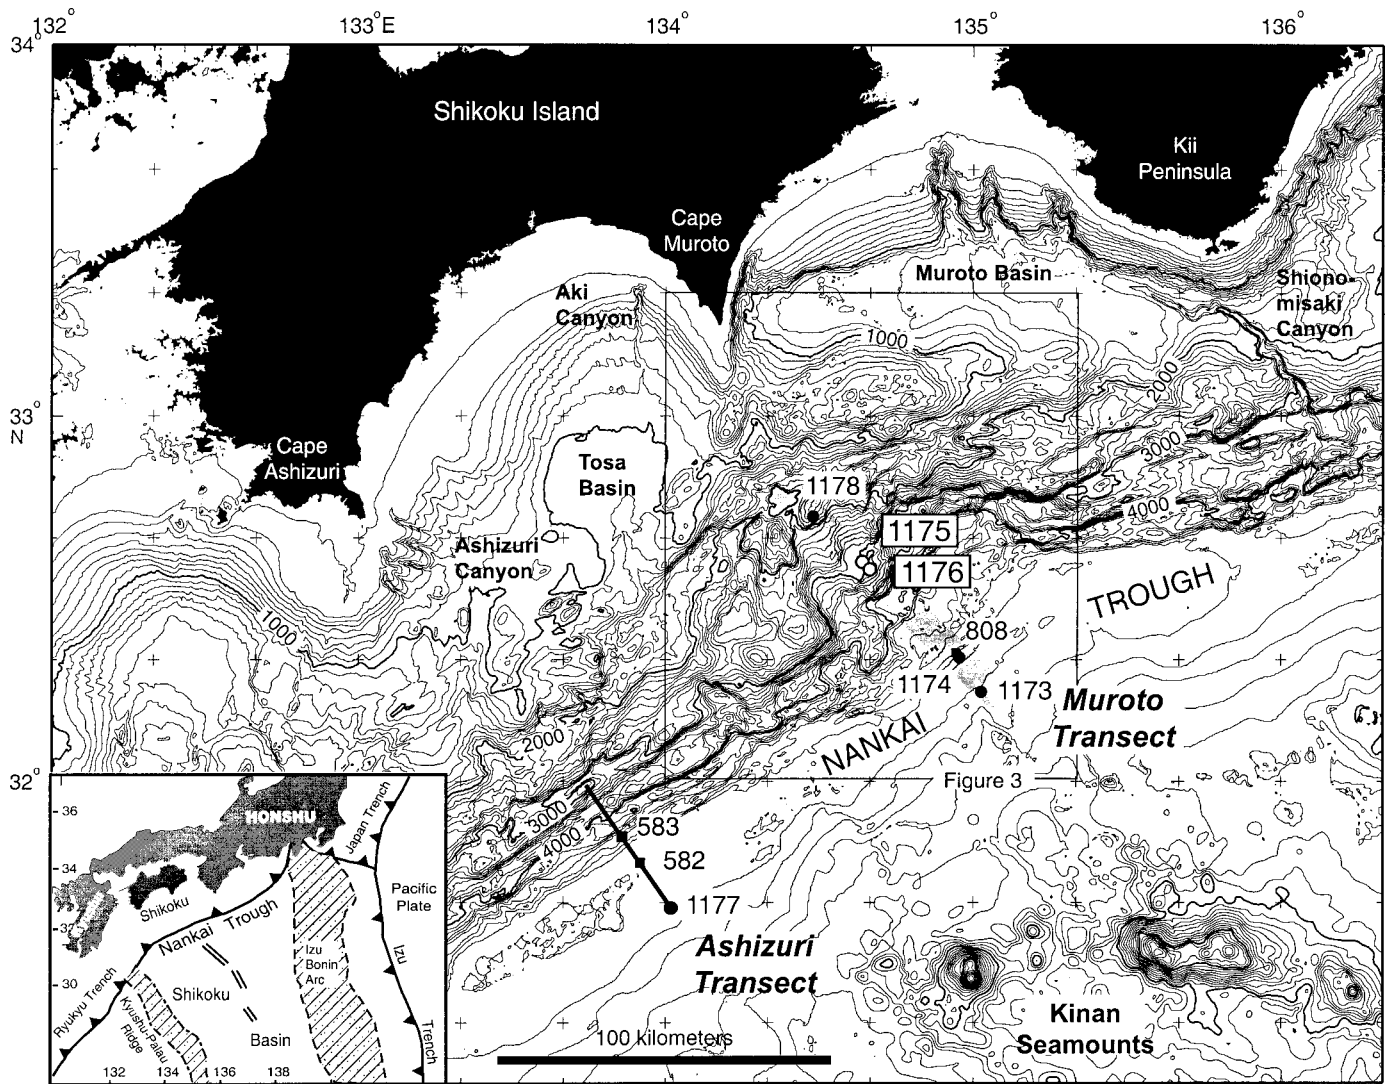 132°
133°E
134°
135°
136°
34°
Shikoku Island
Kii
Peninsula
Cape
Muroto
Muroto Basin
Shiono-
misaki
Canyon
Aki
Canyon
1000
2000
33°
N
3000
Cape
Ashizuri
Tosa
Basin
1178
4000
1175
Ashizuri
Canyon
1176
TROUGH
1000
808
1174
1173
Muroto
Transect
NANKAI
2000
32°
Figure 3
3000
583
4000
582
1177
Ashizuri
Transect
Kinan
Seamounts
100 kilometers
HONSHU
Japan Trench
36
34
32
30
Pacific
Plate
Shikoku
Nankai Trough
Izu
Bonin
Arc
Izu
Trench
Ryukyu Trench
Kyushu-Palau
Ridge
Shikoku
Basin
132
134
136
138